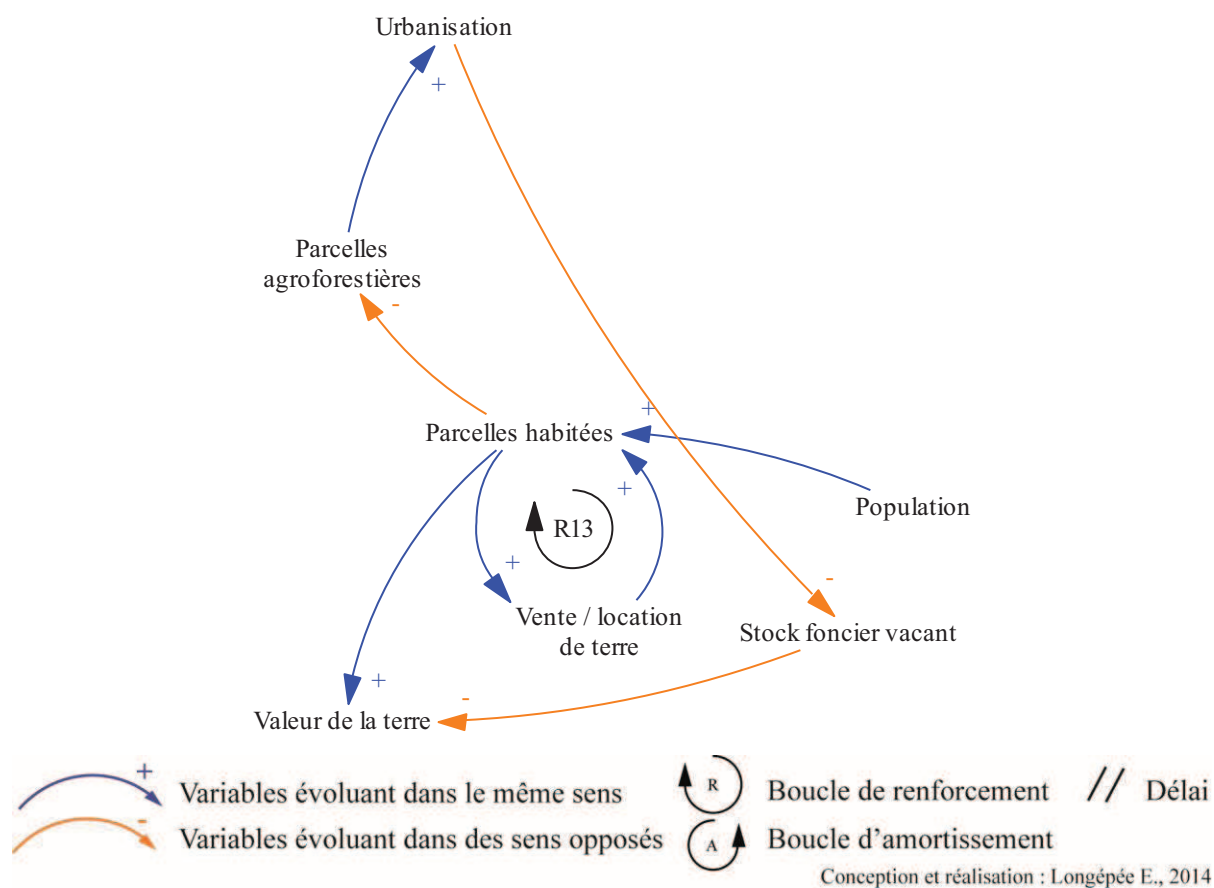 Urbanisation
+
Parcelles
agroforestières
-
+
Parcelles habitées
Population
+
R13
+
-
Vente / location
de terre
Stock foncier vacant
+
-
Valeur de la terre
+
Variables évoluant dans le même sens
R
Boucle de renforcement
//
Délai
-
Variables évoluant dans des sens opposés
A
Boucle d'amortissement
Conception et réalisation : Longépée E., 2014